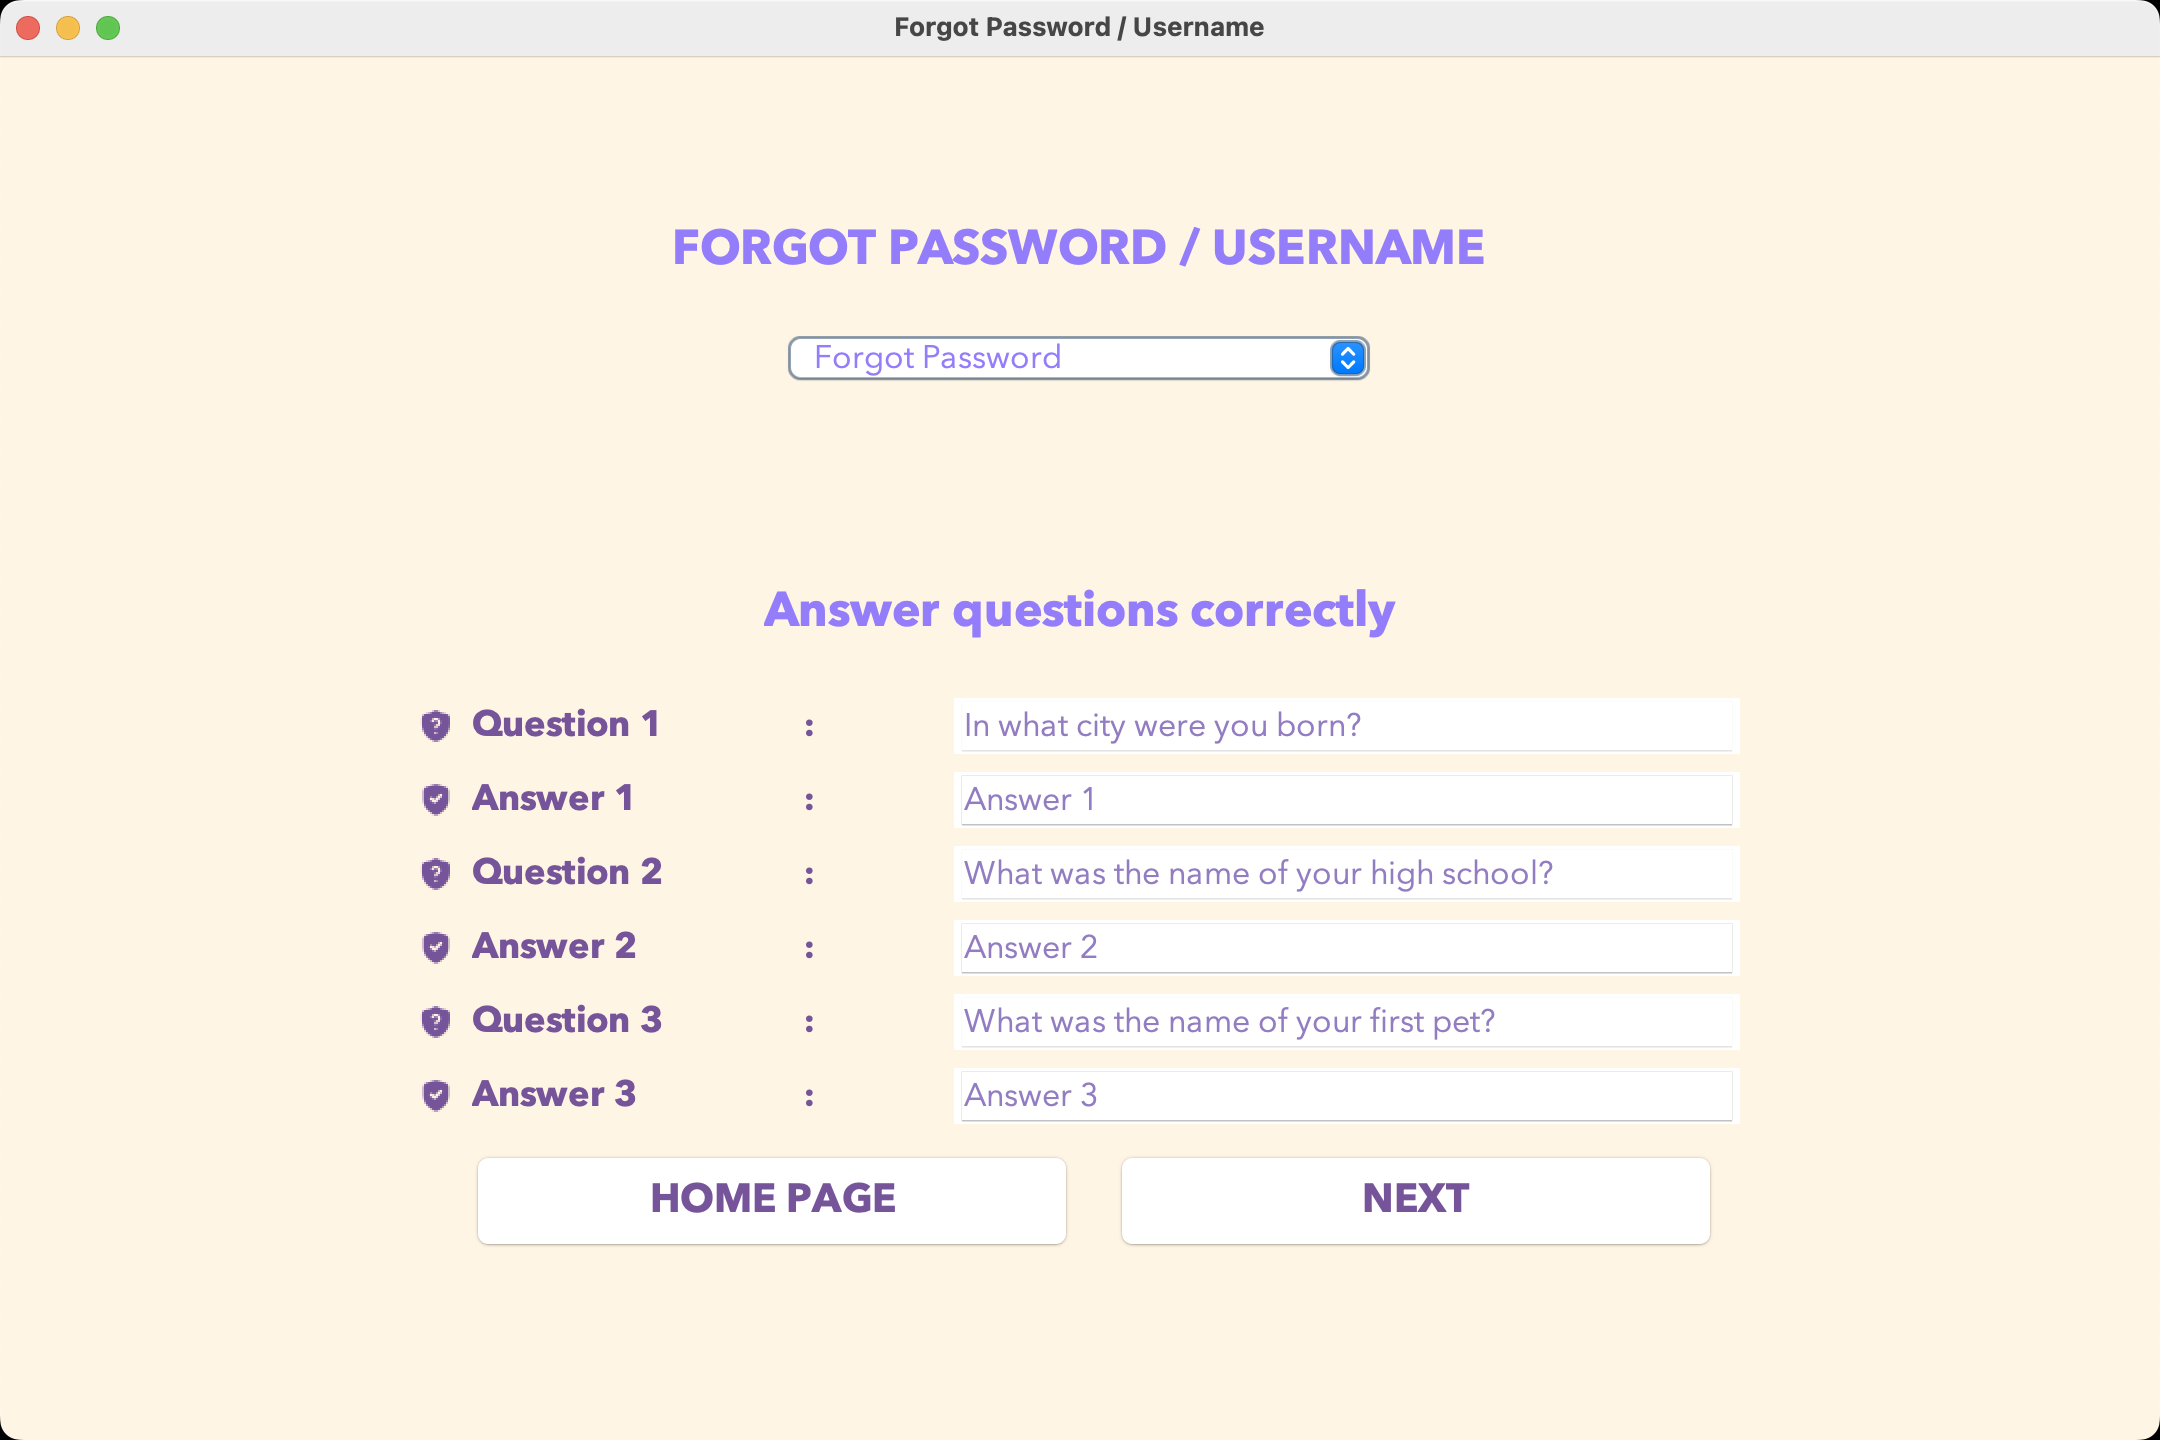 Forgot Password / Username
FORGOT PASSWORD / USERNAME
Forgot Password
Answer questions correctly
Question 1 : In what city were you born?
Answer 1 : Answer 1
Question 2 : What was the name of your high school?
Answer 2 : Answer 2
Question 3 : What was the name of your first pet?
Answer 3 : Answer 3
HOME PAGE NEXT